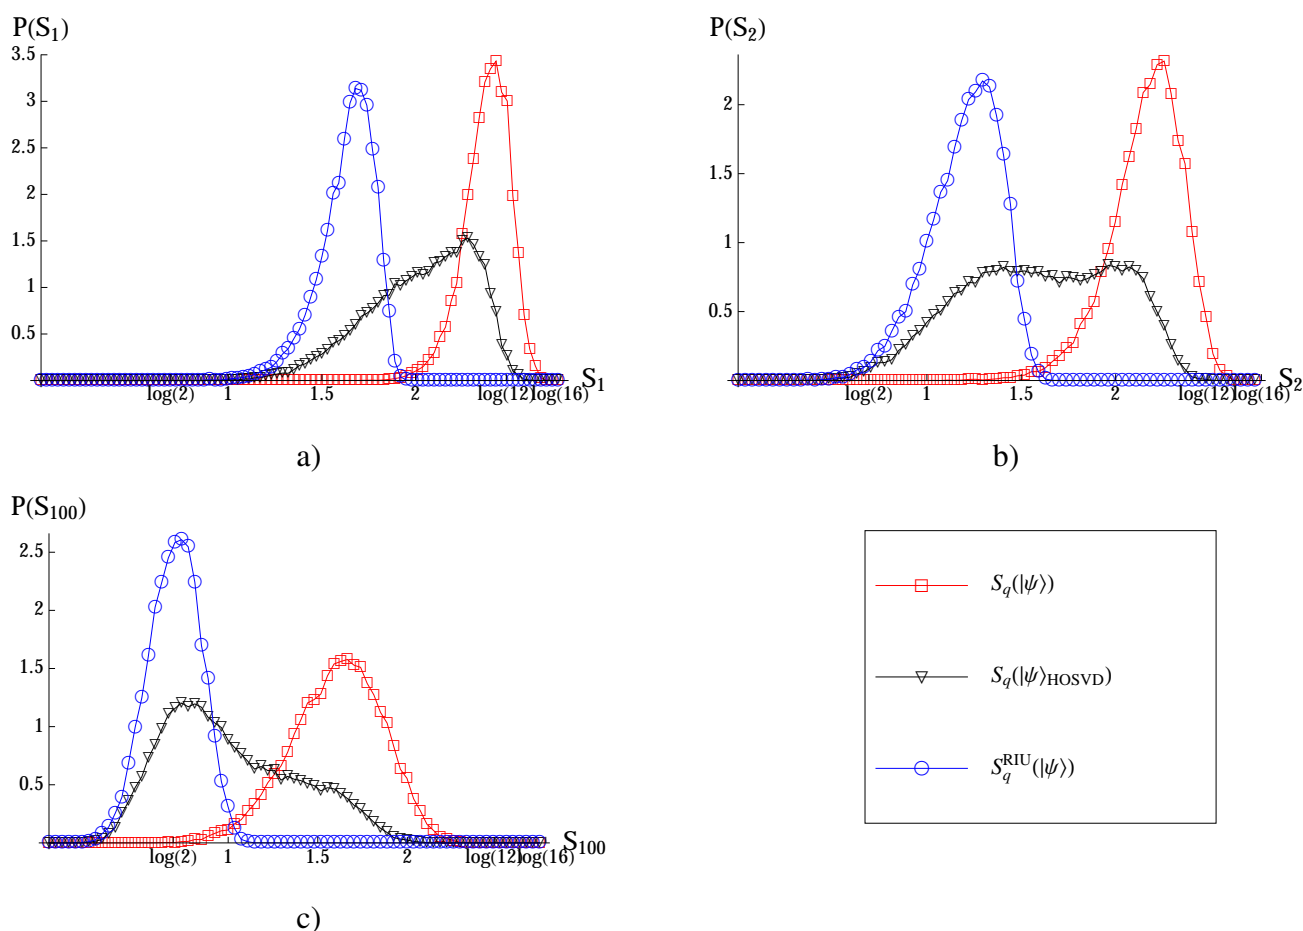 P(S1)
3.5
3
2.5
2
1.5
1
0.5
log(2) 1 1.5 2 log(12) log(16) S1
a)
P(S2)
2
1.5
1
0.5
log(2) 1 1.5 2 log(12) log(16) S2
b)
P(S100)
2.5
2
1.5
1
0.5
log(2) 1 1.5 2 log(12) log(16) S100
c)
Sq(|ψ⟩)
Sq(|ψ⟩HOSVD)
SqRIU(|ψ⟩)